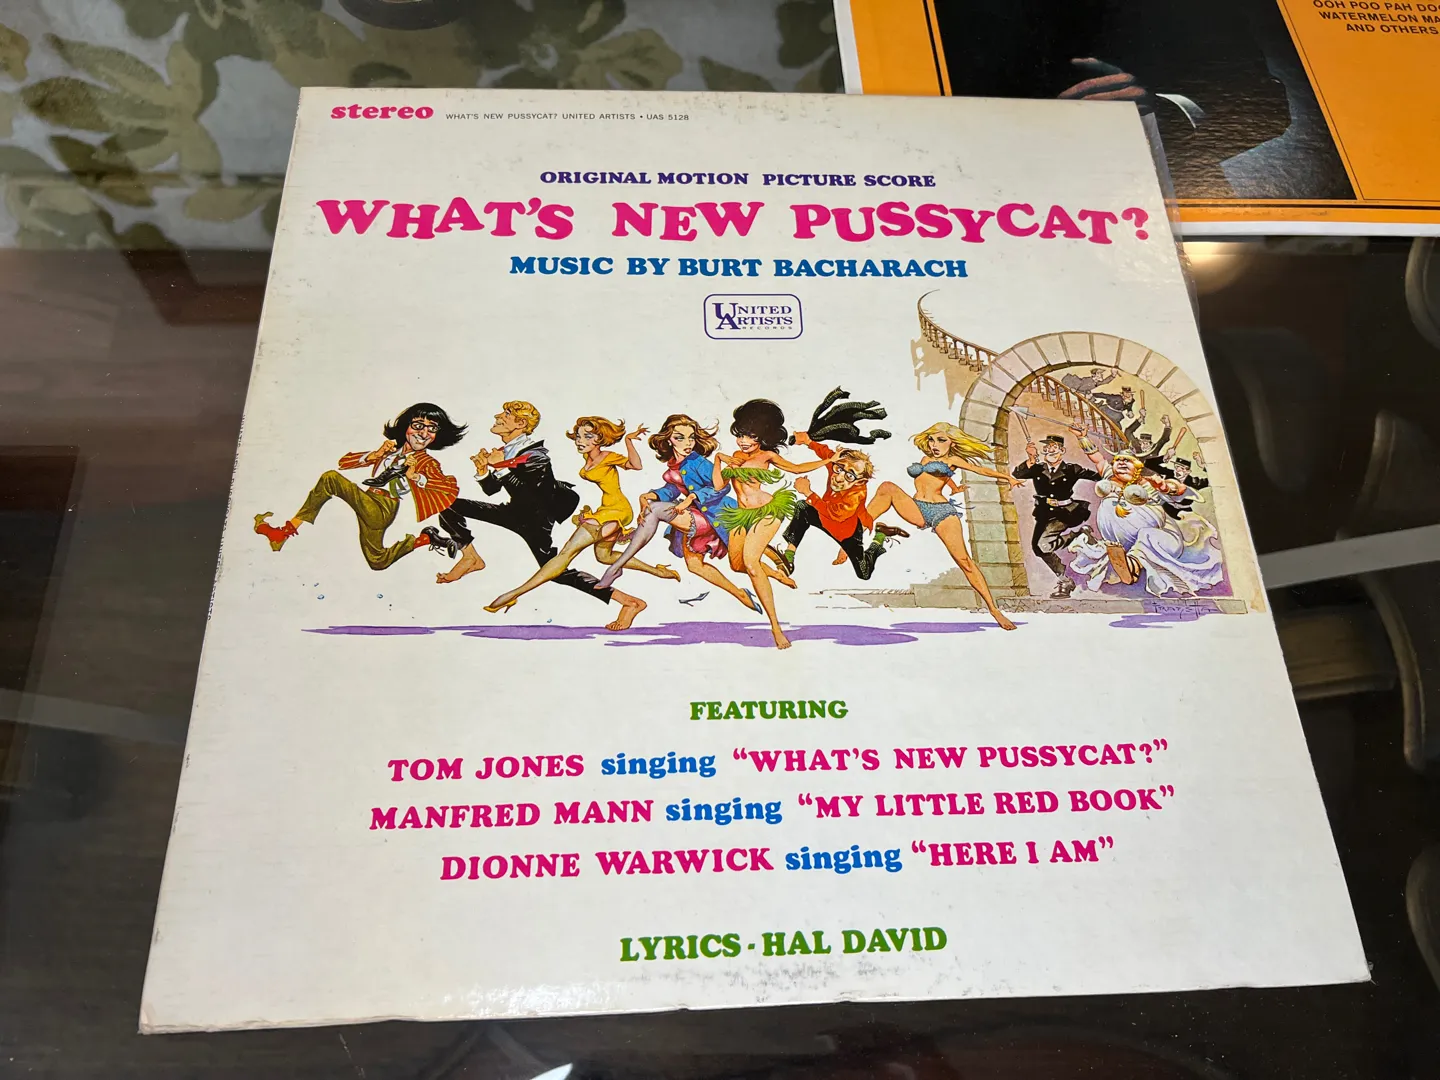 stereo WHAT'S NEW PUSSYCAT? UNITED ARTISTS • UAS 5128
ORIGINAL MOTION PICTURE SCORE
WHAT'S NEW PUSSYCAT?
MUSIC BY BURT BACHARACH
UNITED
ARTISTS
RECORDS
FEATURING
TOM JONES singing “WHAT'S NEW PUSSYCAT?”
MANFRED MANN singing “MY LITTLE RED BOOK”
DIONNE WARWICK singing “HERE I AM”
LYRICS - HAL DAVID
OOH POO PAH
WATERMELON
AND OTHERS